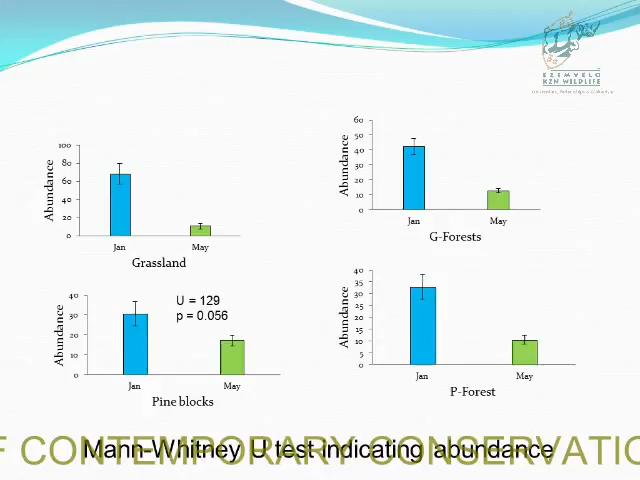 EZEMVELO
KZN WILDLIFE
100
80
60
40
20
0
Abundance
Jan May
Grassland
60
50
40
30
20
10
0
Abundance
Jan May
G-Forests
40
30
20
10
0
Abundance
U = 129
p = 0.056
Jan May
Pine blocks
40
35
30
25
20
15
10
5
0
Abundance
Jan May
P-Forest
Mann-Whitney U test indicating abundance
F CONTEMPORARY CONSERVATIO